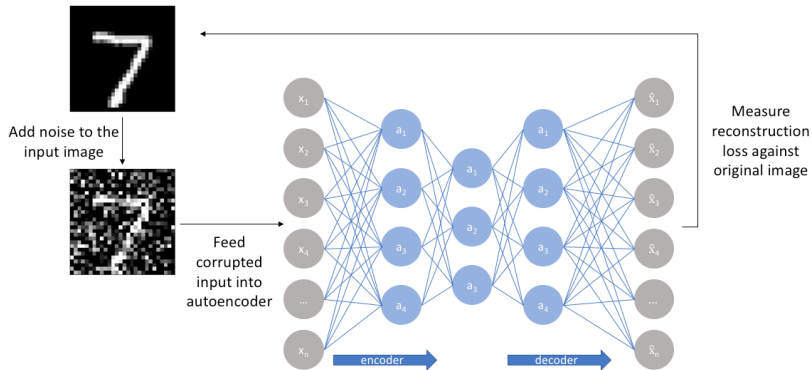 Add noise to the
input image
Feed
corrupted
input into
autoencoder
x₁
x₂
x₃
x₄
...
xₙ
a₁
a₂
a₃
a₄
a₁
a₂
a₃
a₁
a₂
a₃
a₄
x̂₁
x̂₂
x̂₃
x̂₄
...
x̂ₙ
encoder
decoder
Measure
reconstruction
loss against
original image
7
7